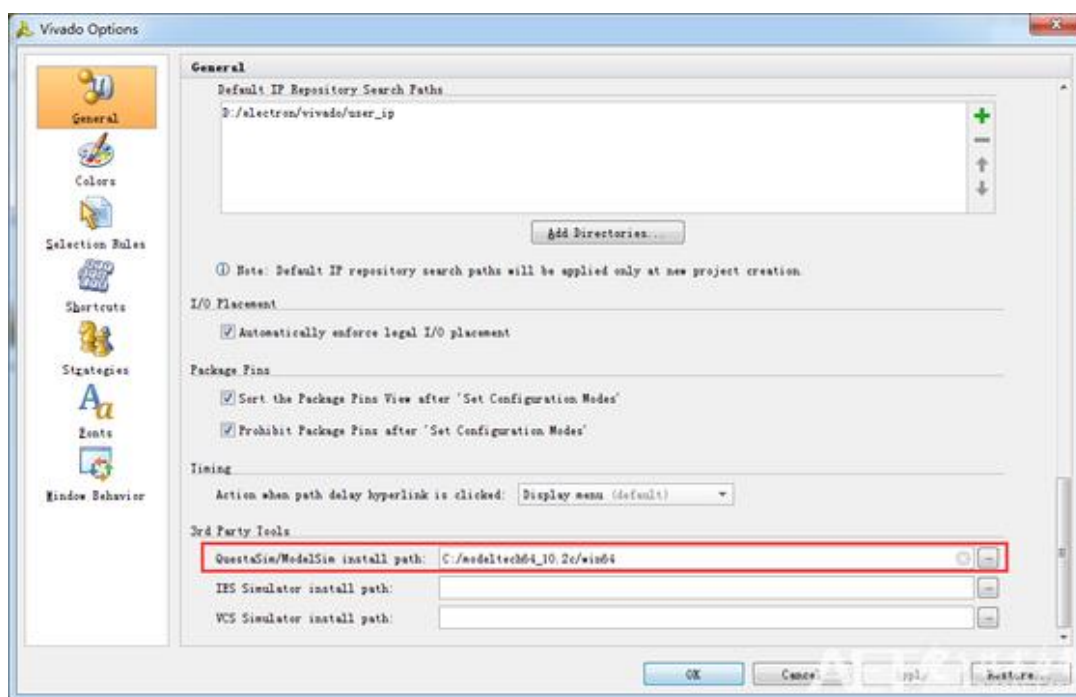 Vivado Options
General
Colors
Selection Rules
Shortcuts
Strategies
Fonts
Window Behavior
General
Default IP Repository Search Paths
D:/electron/vivado/user_ip
Add Directories...
Note: Default IP repository search paths will be applied only at new project creation.
I/O Placement
Automatically enforce legal I/O placement
Package Pins
Sort the Package Pins View after 'Set Configuration Modes'
Prohibit Package Pins after 'Set Configuration Modes'
Timing
Action when path delay hyperlink is clicked: Display menu (default)
3rd Party Tools
QuestaSim/ModelSim install path: C:/modeltech64_10.2c/win64
IES Simulator install path:
VCS Simulator install path:
OK Cancel Apply Restore...